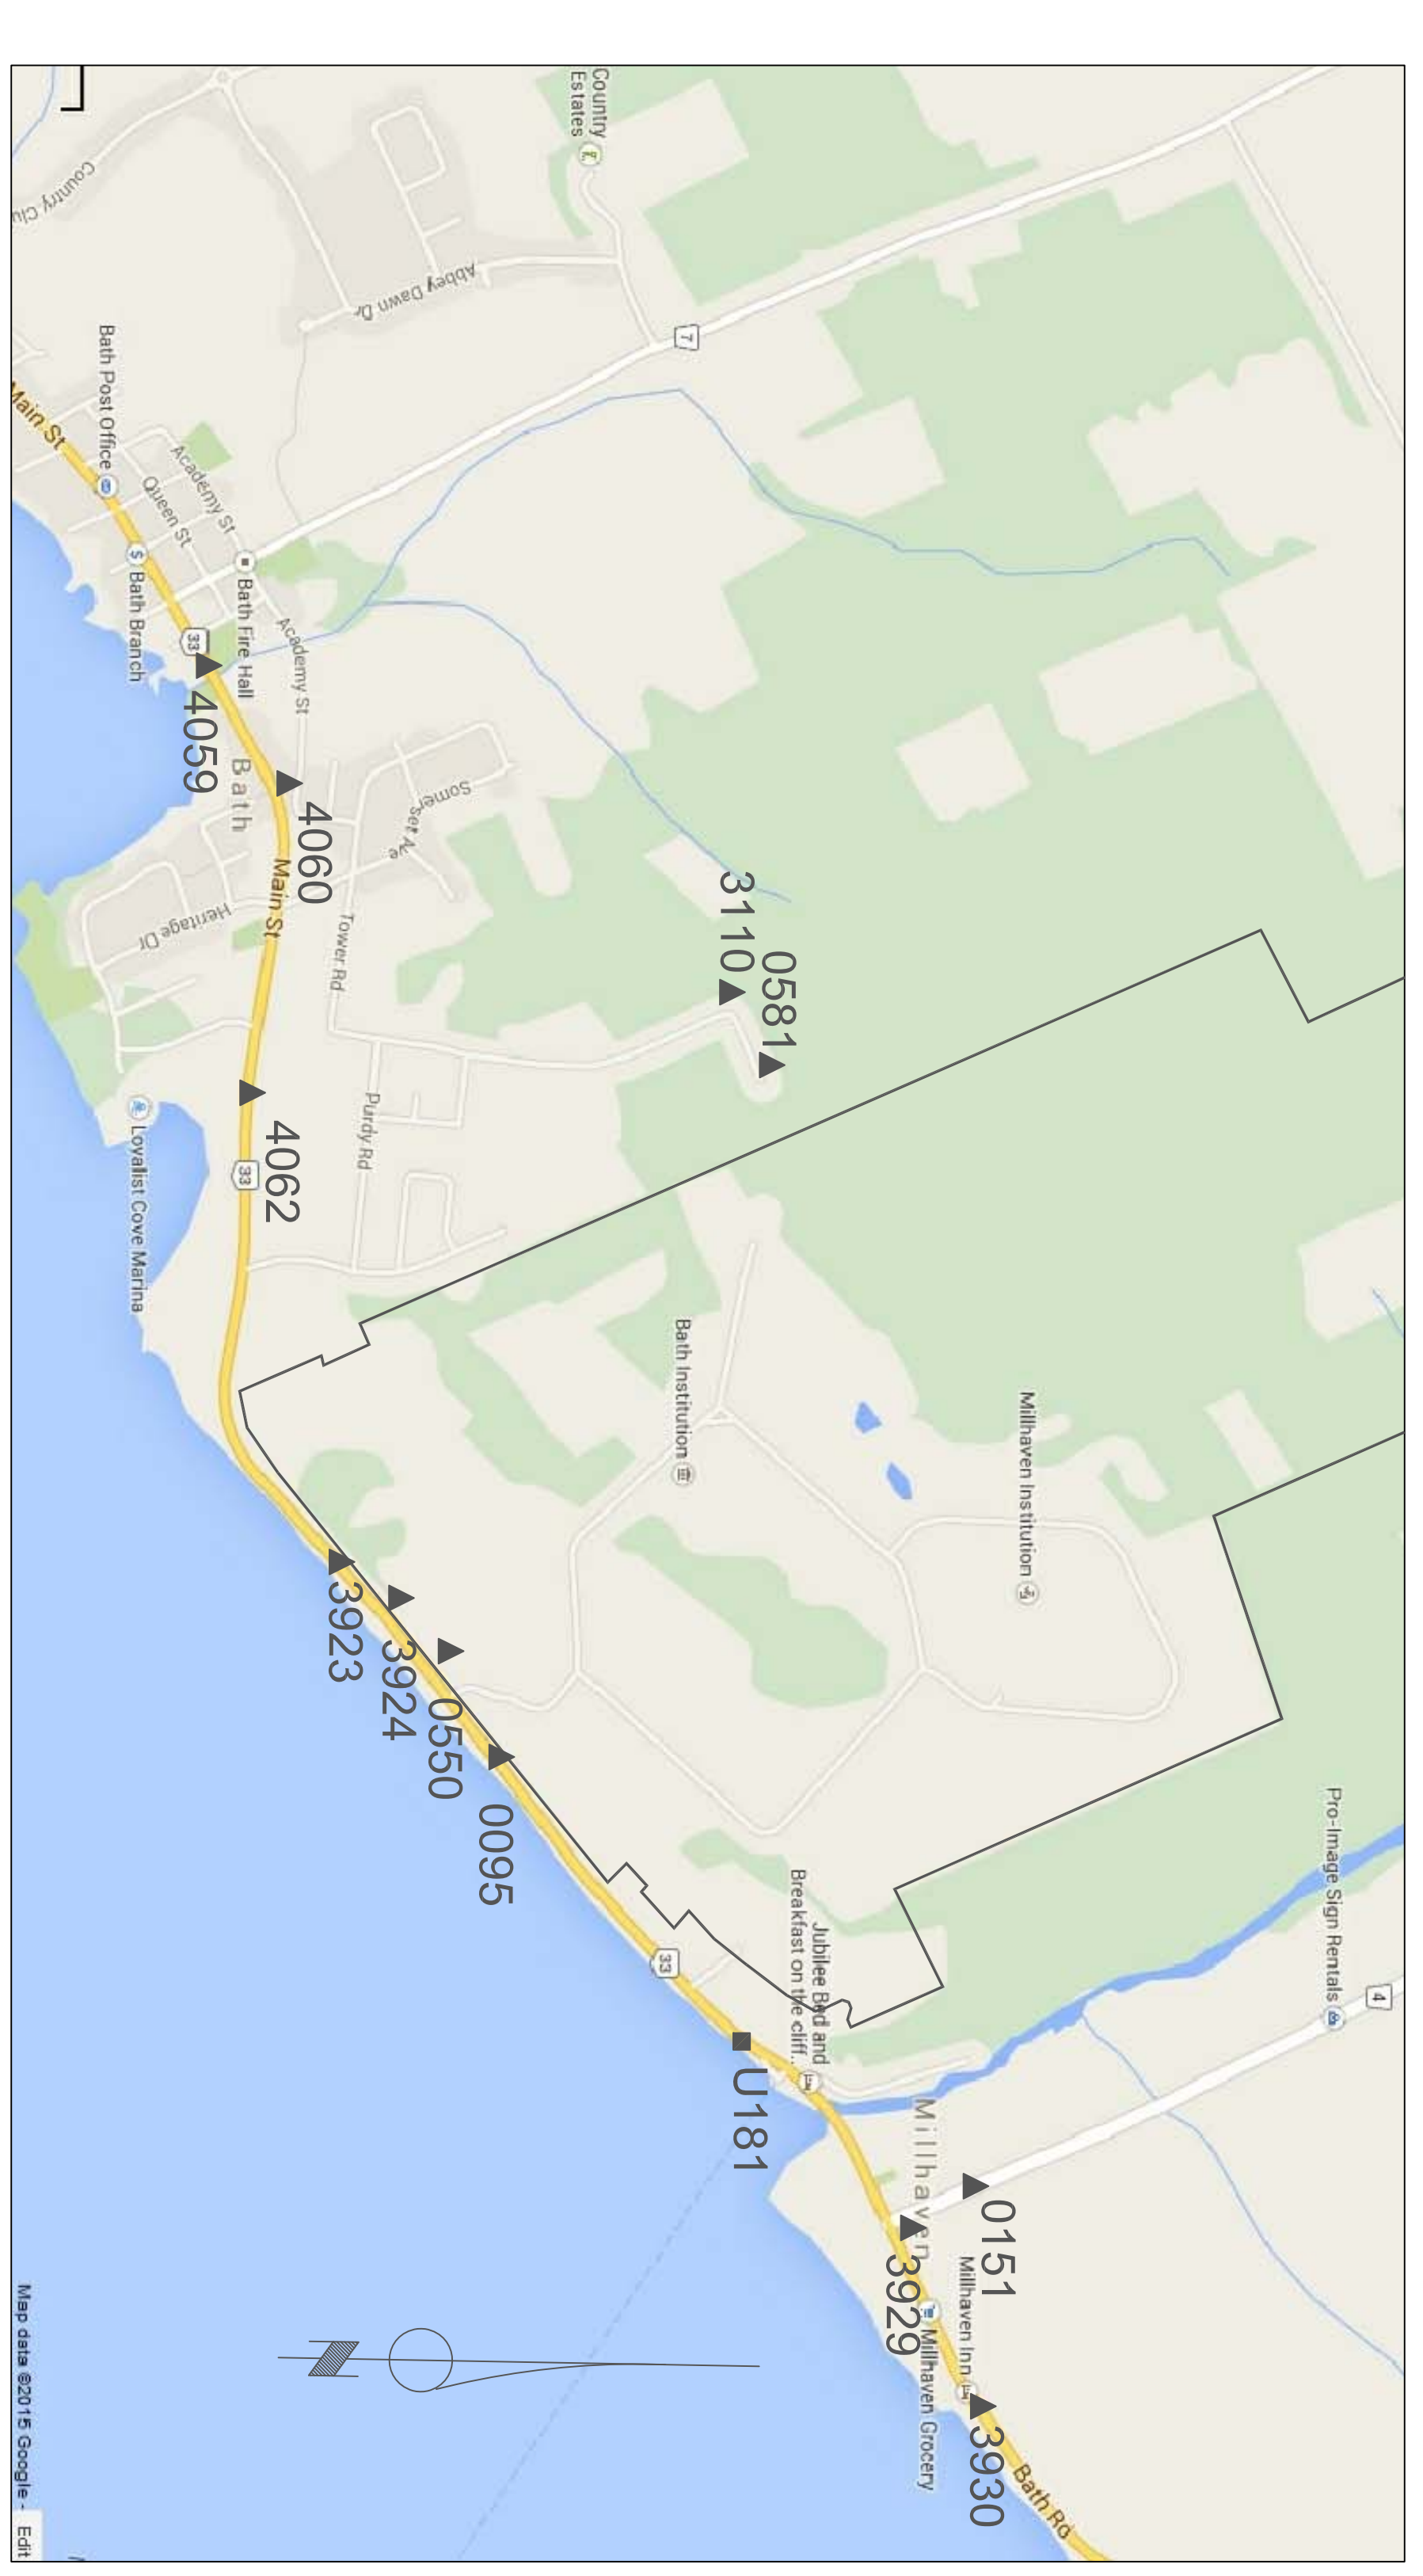 Country
Estates
7
Country Clu
Abbey Dawn Dr
Main St
Bath Post Office
Academy St
Queen St
$ Bath Branch
Bath Fire Hall
Academy St
33
4059
Bath
4060
Main St
Somerset Ave
Heritage Dr
Tower Rd
3110
0581
Purdy Rd
4062
33
Loyalist Cove Marina
Bath Institution
Millhaven Institution
3923
3924
0550
0095
Pro-Image Sign Rentals
4
Jubilee Bed and
Breakfast on the cliff..
33
U181
Millhaven
0151
3929
Millhaven Inn
Millhaven Grocery
3930
Bath Rd
Map data ©2015 Google -
Edit